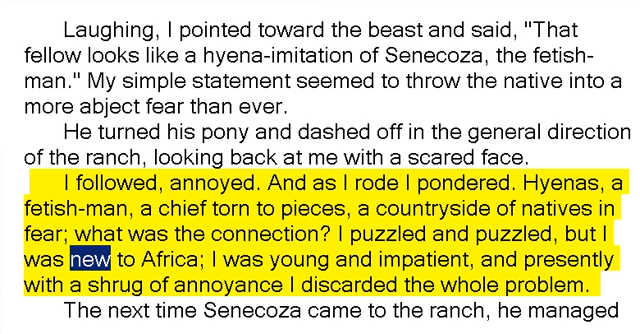 Laughing, I pointed toward the beast and said, "That
fellow looks like a hyena-imitation of Senecoza, the fetish-
man." My simple statement seemed to throw the native into a
more abject fear than ever.
He turned his pony and dashed off in the general direction
of the ranch, looking back at me with a scared face.
I followed, annoyed. And as I rode I pondered. Hyenas, a
fetish-man, a chief torn to pieces, a countryside of natives in
fear; what was the connection? I puzzled and puzzled, but I
was new to Africa; I was young and impatient, and presently
with a shrug of annoyance I discarded the whole problem.
The next time Senecoza came to the ranch, he managed